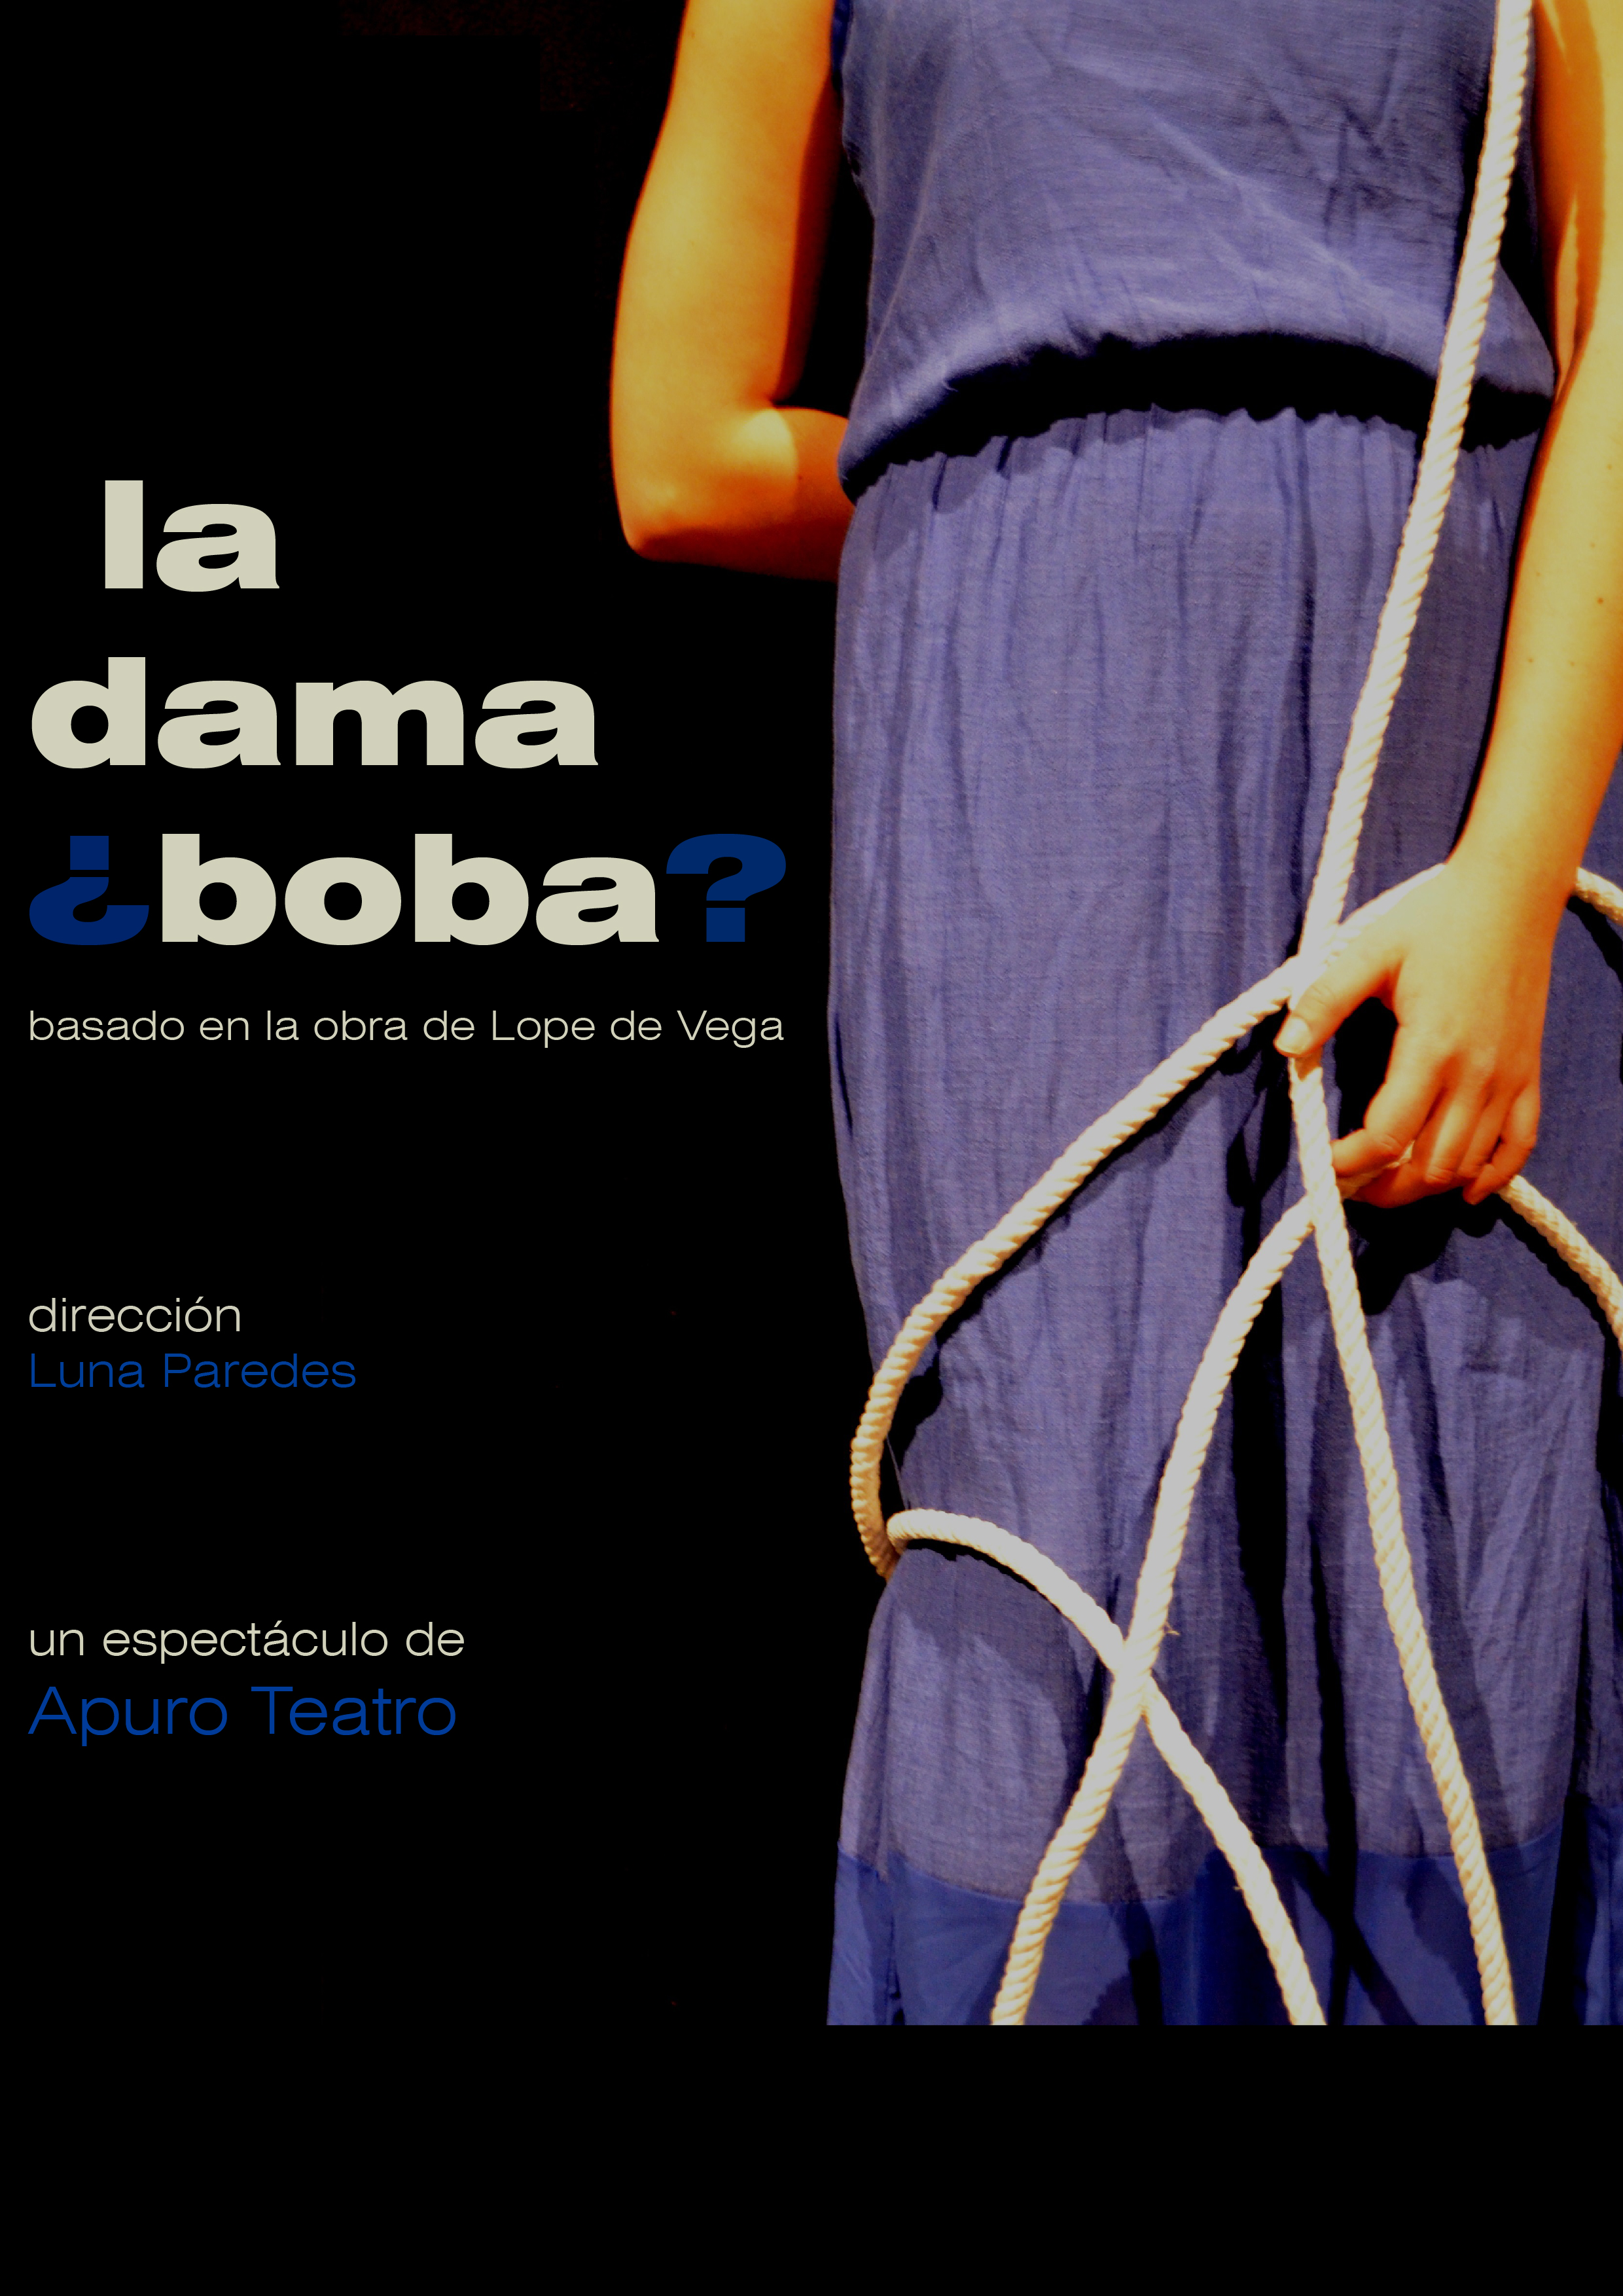 la
dama
¿boba?
basado en la obra de Lope de Vega
dirección
Luna Paredes
un espectáculo de
Apuro Teatro